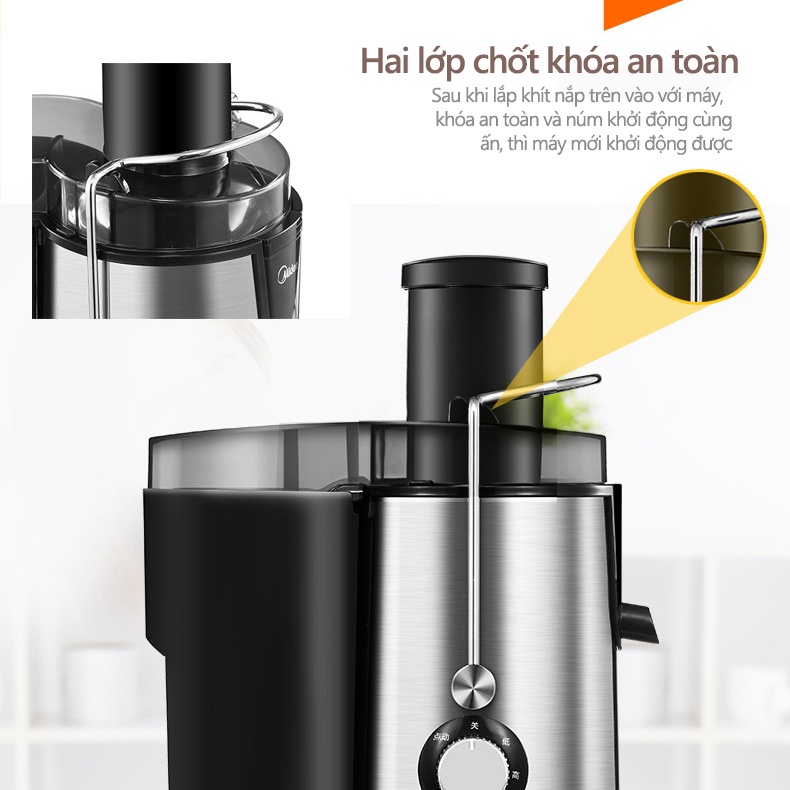 Hai lớp chốt khóa an toàn
Sau khi lắp khít nắp trên vào với máy,
khóa an toàn và núm khởi động cùng
ấn, thì máy mới khởi động được
点动 关 低
高